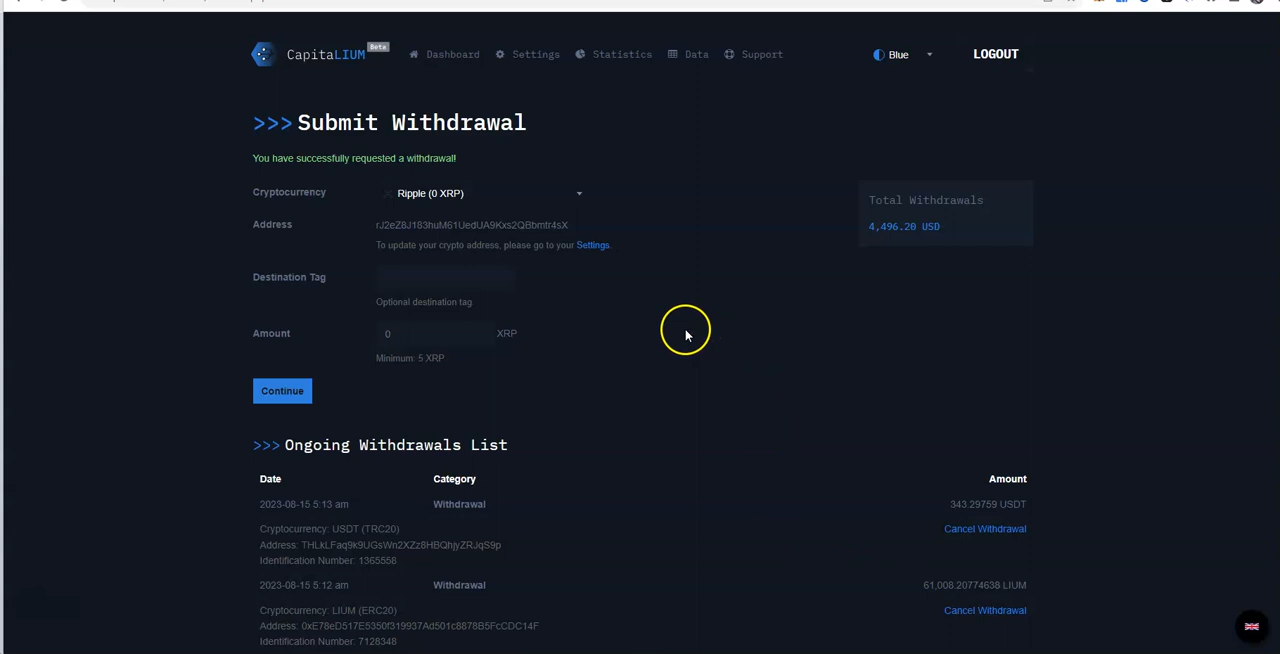 CapitaLIUM Beta Dashboard Settings Statistics Data Support Blue LOGOUT
>>> Submit Withdrawal
You have successfully requested a withdrawal!
Cryptocurrency Ripple (0 XRP)
Total Withdrawals
4,496.20 USD
Address rJ2eZ8J183huM61UedUA9Kxs2QBbmtr4sX
To update your crypto address, please go to your Settings.
Destination Tag
Optional destination tag.
Amount 0 XRP
Minimum: 5 XRP
Continue
>>> Ongoing Withdrawals List
Date Category Amount
2023-08-15 5:13 am Withdrawal 343.29759 USDT
Cryptocurrency: USDT (TRC20) Cancel Withdrawal
Address: THLkLFaq9k9UGsWn2XZz8HBQhjyZRJqS9p
Identification Number: 1365558
2023-08-15 5:12 am Withdrawal 61,008.20774638 LIUM
Cryptocurrency: LIUM (ERC20) Cancel Withdrawal
Address: 0xE78eD517E5350f319937Ad501c8878B5FcCDC14F
Identification Number: 7128348